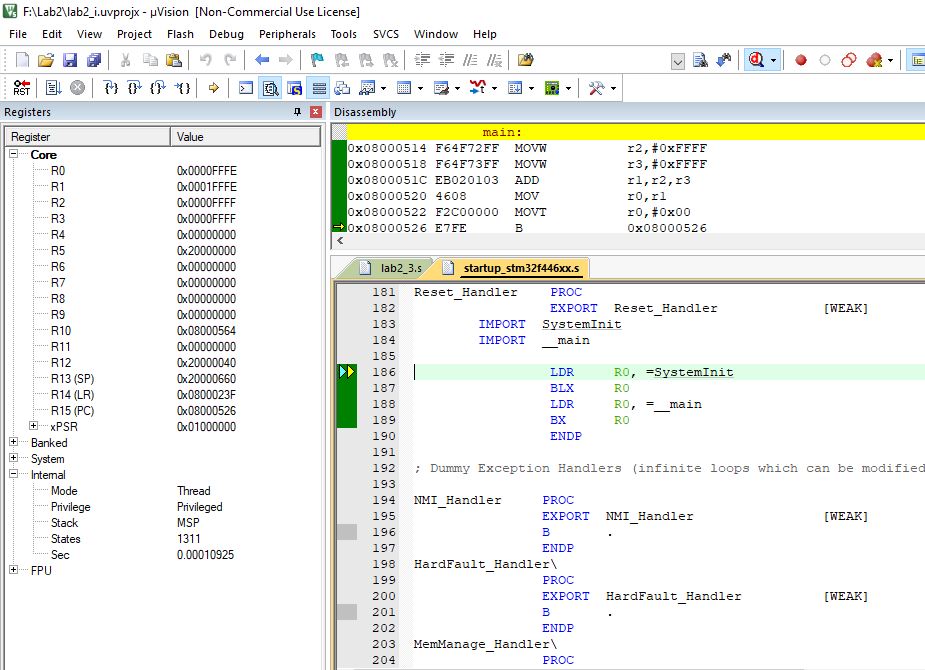 F:\Lab2\lab2_i.uvprojx - µVision [Non-Commercial Use License]
File Edit View Project Flash Debug Peripherals Tools SVCS Window Help
RST
Registers
Register Value
Core
R0 0x0000FFFE
R1 0x0001FFFE
R2 0x0000FFFF
R3 0x0000FFFF
R4 0x00000000
R5 0x20000000
R6 0x00000000
R7 0x00000000
R8 0x00000000
R9 0x00000000
R10 0x08000564
R11 0x00000000
R12 0x20000040
R13 (SP) 0x20000660
R14 (LR) 0x0800023F
R15 (PC) 0x08000526
xPSR 0x01000000
Banked
System
Internal
Mode Thread
Privilege Privileged
Stack MSP
States 1311
Sec 0.00010925
FPU
Disassembly
main:
0x08000514 F64F72FF MOVW r2,#0xFFFF
0x08000518 F64F73FF MOVW r3,#0xFFFF
0x0800051C EB020103 ADD r1,r2,r3
0x08000520 4608 MOV r0,r1
0x08000522 F2C00000 MOVT r0,#0x00
0x08000526 E7FE B 0x08000526
lab2_3.s startup_stm32f446xx.s
181 Reset_Handler PROC
182 EXPORT Reset_Handler [WEAK]
183 IMPORT SystemInit
184 IMPORT __main
185
186 LDR R0, =SystemInit
187 BLX R0
188 LDR R0, =__main
189 BX R0
190 ENDP
191
192 ; Dummy Exception Handlers (infinite loops which can be modified
193
194 NMI_Handler PROC
195 EXPORT NMI_Handler [WEAK]
196 B .
197 ENDP
198 HardFault_Handler\
199 PROC
200 EXPORT HardFault_Handler [WEAK]
201 B .
202 ENDP
203 MemManage_Handler\
204 PROC